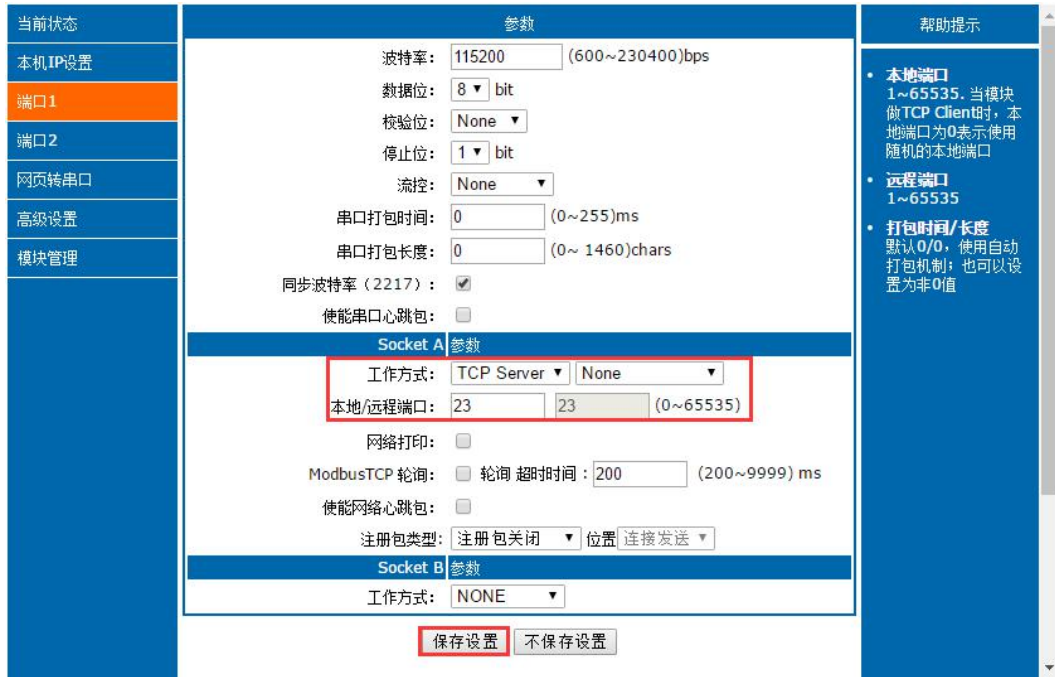 当前状态
本机IP设置
端口1
端口2
网页转串口
高级设置
模块管理
参数
波特率： 115200 (600~230400)bps
数据位： 8 bit
校验位： None
停止位： 1 bit
流控： None
串口打包时间： 0 (0~255)ms
串口打包长度： 0 (0~ 1460)chars
同步波特率（2217）:
使能串口心跳包：
Socket A 参数
工作方式： TCP Server None
本地/远程端口： 23 23 (0~65535)
网络打印：
ModbusTCP 轮询： 轮询 超时时间 : 200 (200~9999) ms
使能网络心跳包：
注册包类型: 注册包关闭 位置 连接发送
Socket B 参数
工作方式： NONE
保存设置 不保存设置
帮助提示
• 本地端口
1~65535. 当模块
做TCP Client时，本
地端口为0表示使用
随机的本地端口
• 远程端口
1~65535
• 打包时间/长度
默认0/0，使用自动
打包机制；也可以设
置为非0值